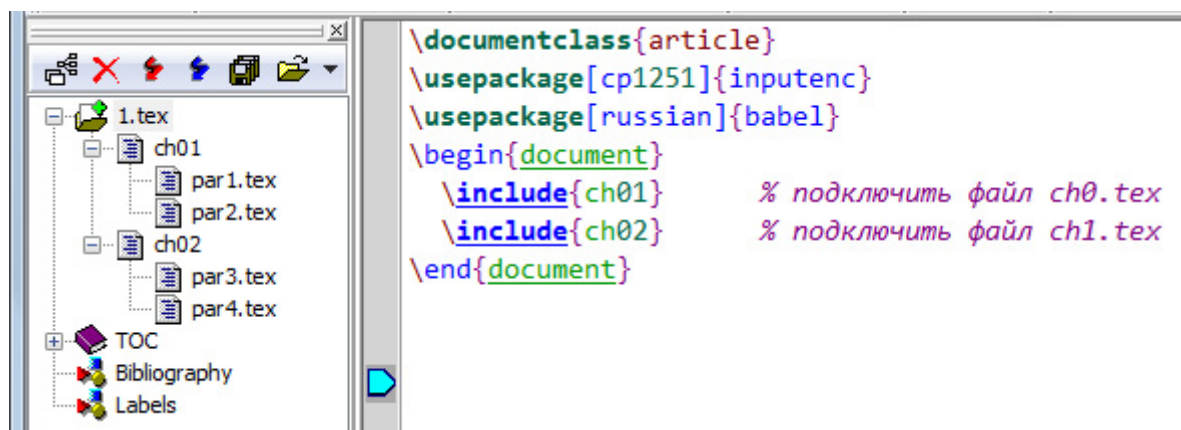 1.tex
ch01
par1.tex
par2.tex
ch02
par3.tex
par4.tex
TOC
Bibliography
Labels
\documentclass{article}
\usepackage[cp1251]{inputenc}
\usepackage[russian]{babel}
\begin{document}
\include{ch01} % подключить файл ch0.tex
\include{ch02} % подключить файл ch1.tex
\end{document}